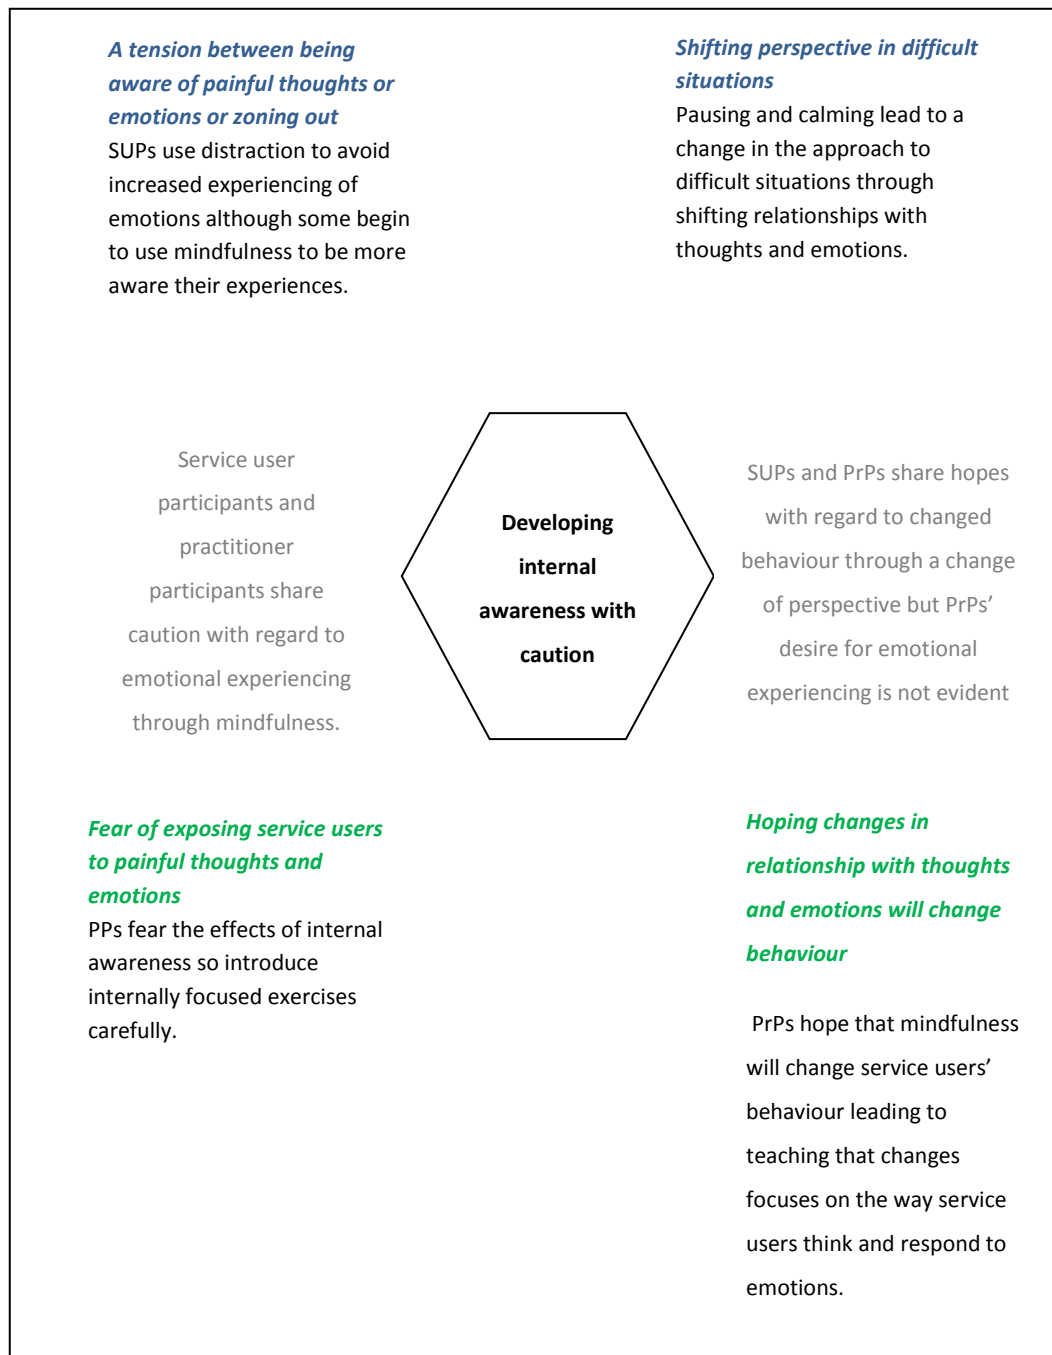 A tension between being
aware of painful thoughts or
emotions or zoning out
SUPs use distraction to avoid
increased experiencing of
emotions although some begin
to use mindfulness to be more
aware their experiences.
Shifting perspective in difficult
situations
Pausing and calming lead to a
change in the approach to
difficult situations through
shifting relationships with
thoughts and emotions.
Service user
participants and
practitioner
participants share
caution with regard to
emotional experiencing
through mindfulness.
Developing
internal
awareness with
caution
SUPs and PrPs share hopes
with regard to changed
behaviour through a change
of perspective but PrPs’
desire for emotional
experiencing is not evident
Fear of exposing service users
to painful thoughts and
emotions
PPs fear the effects of internal
awareness so introduce
internally focused exercises
carefully.
Hoping changes in
relationship with thoughts
and emotions will change
behaviour
PrPs hope that mindfulness
will change service users’
behaviour leading to
teaching that changes
focuses on the way service
users think and respond to
emotions.